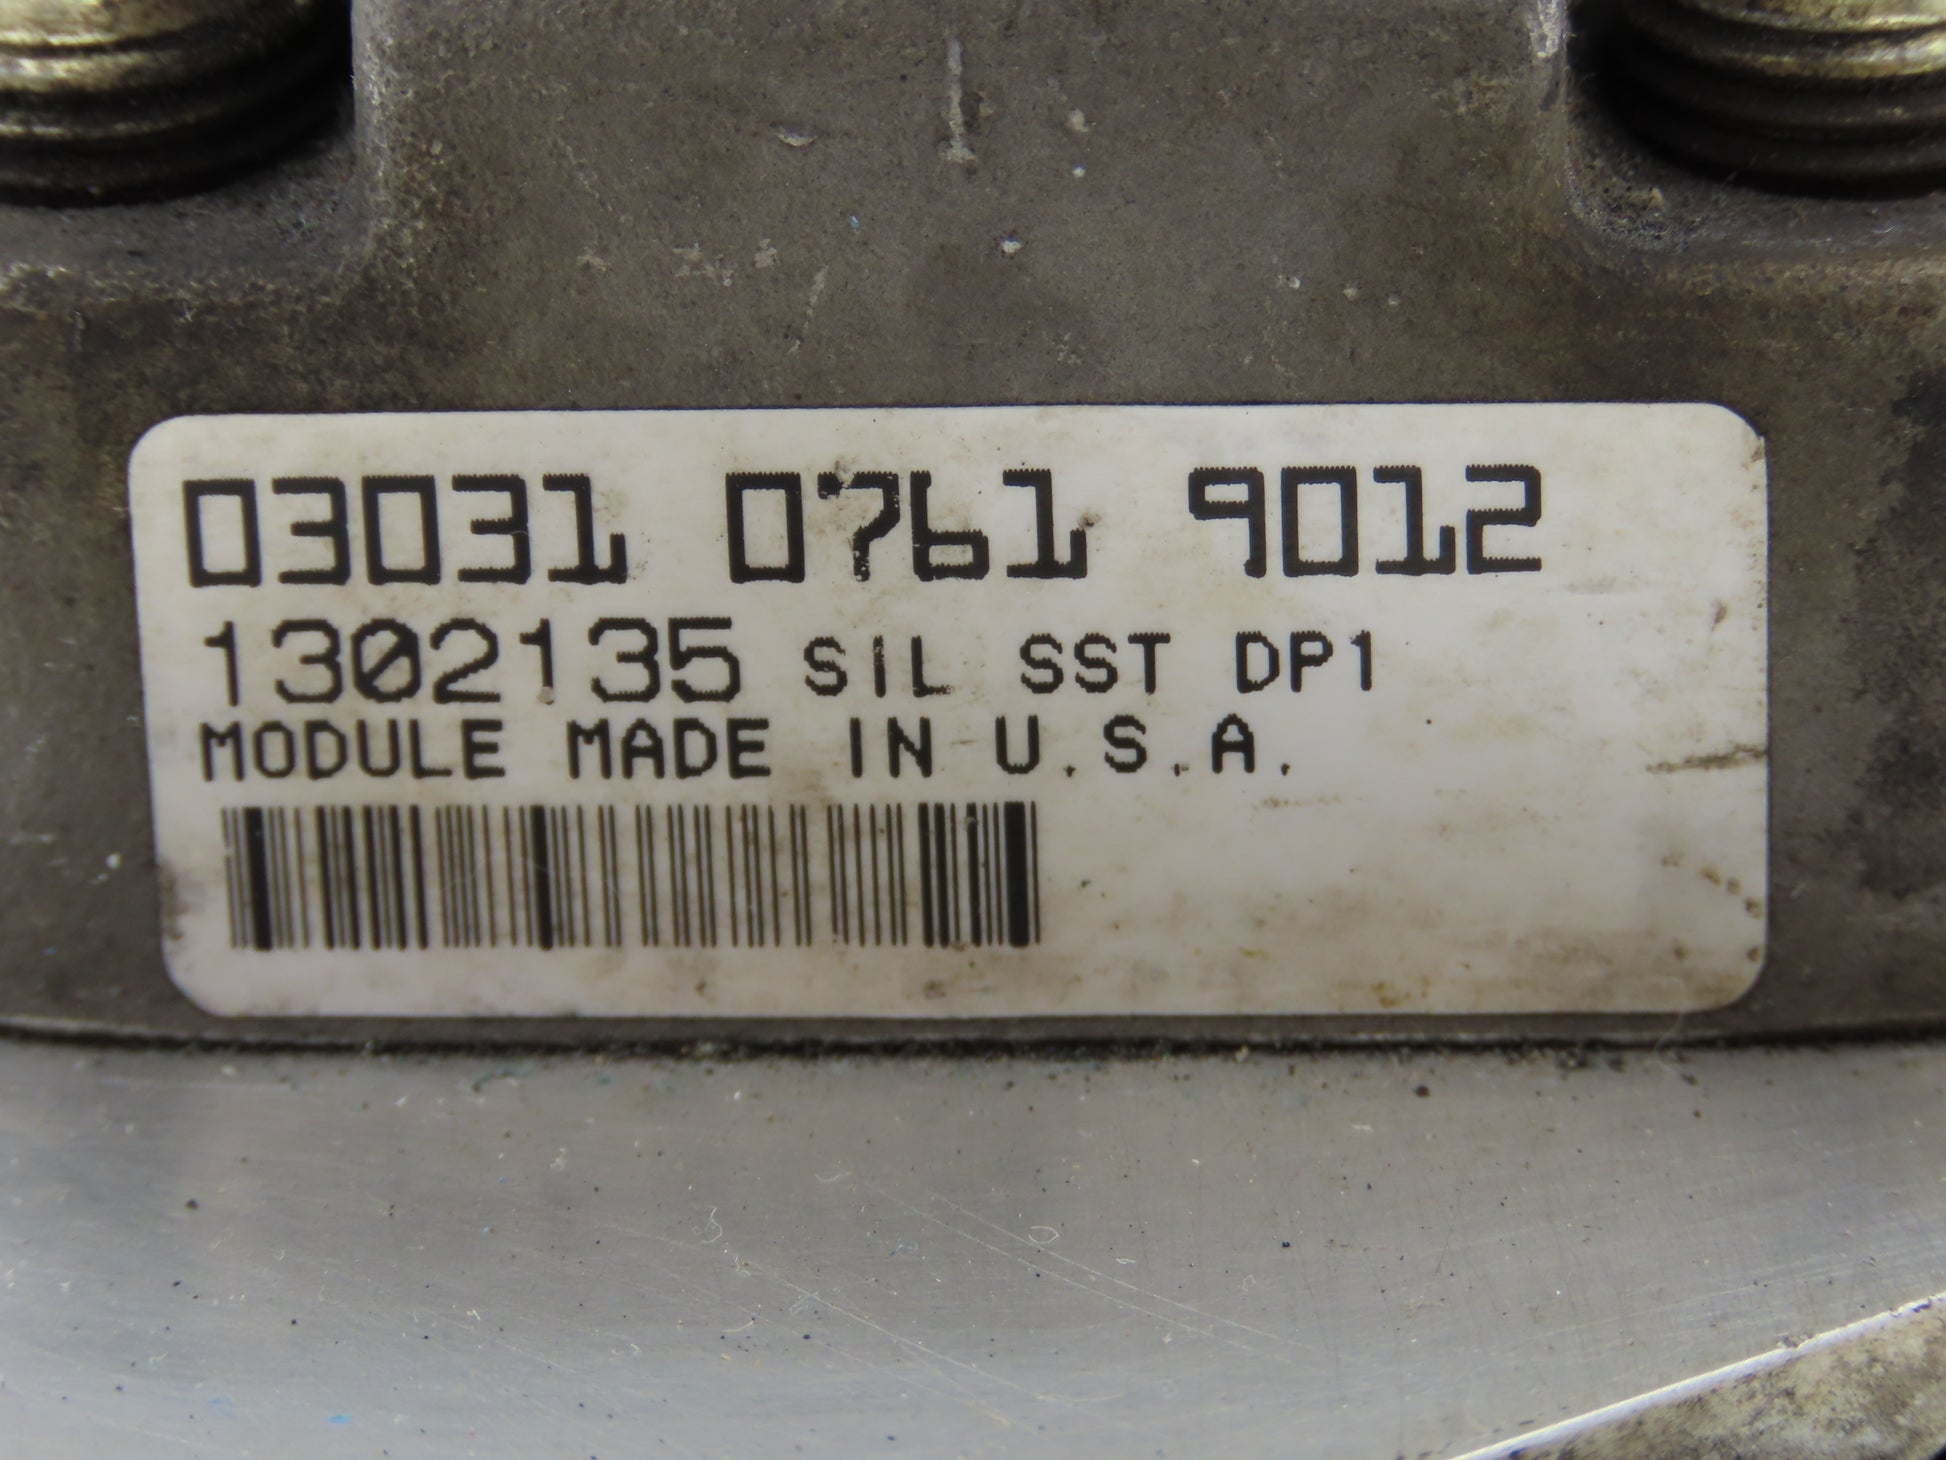 03031 0761 9012
1302135 SIL SST DP1
MODULE MADE IN U.S.A.